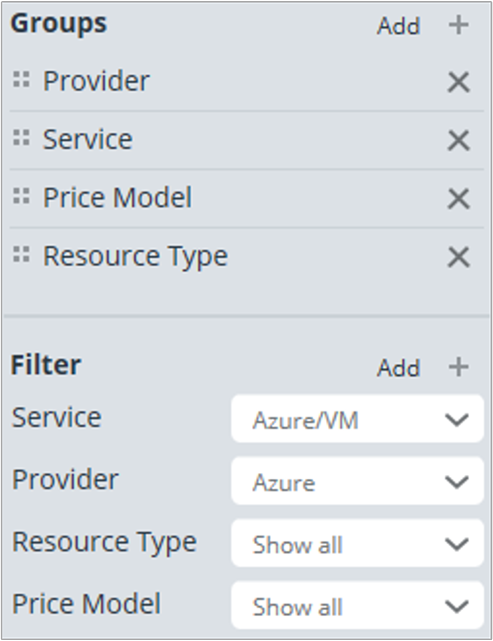 Groups Add +
Provider
Service
Price Model
Resource Type
Filter Add +
Service Azure/VM
Provider Azure
Resource Type Show all
Price Model Show all